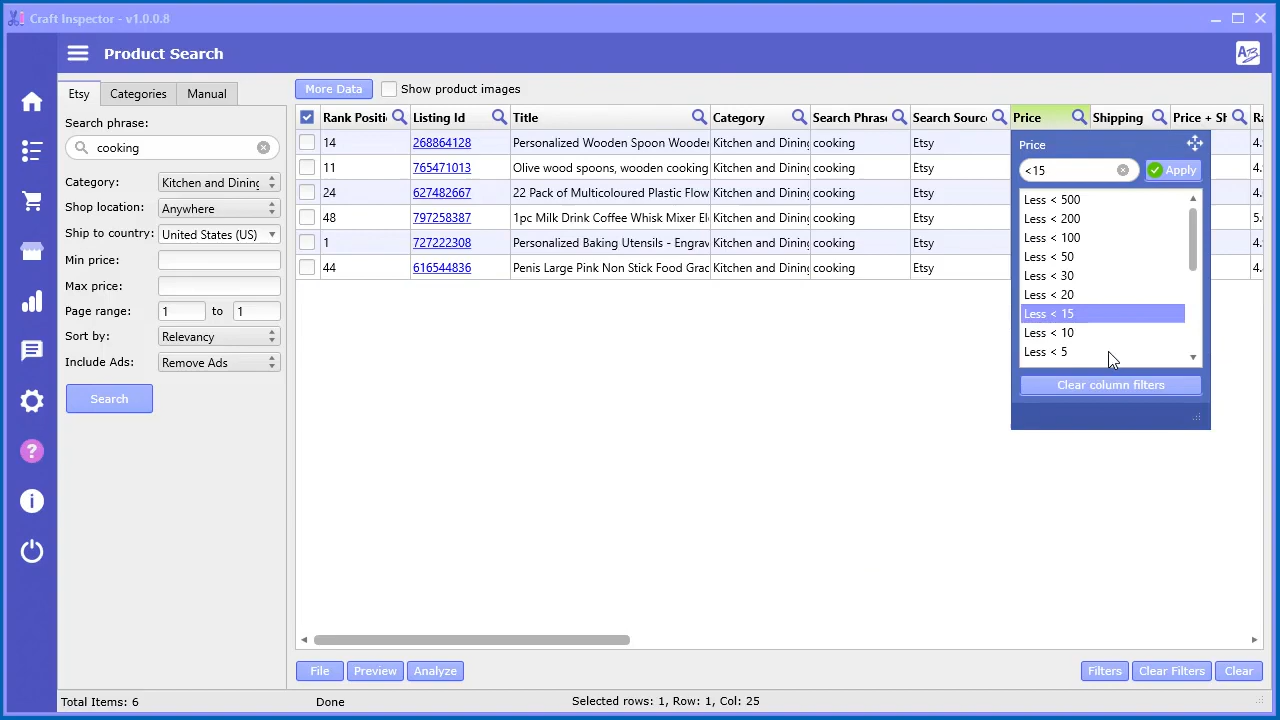 Craft Inspector - v1.0.0.8
Product Search
Etsy Categories Manual
Search phrase:
cooking
Category: Kitchen and Dining
Shop location: Anywhere
Ship to country: United States (US)
Min price:
Max price:
Page range: 1 to 1
Sort by: Relevancy
Include Ads: Remove Ads
Search
More Data Show product images
Rank Positi Listing Id Title Category Search Phras Search Sourc Price Shipping Price + Sh Ra
14 268864128 Personalized Wooden Spoon Wooder Kitchen and Dining cooking Etsy
11 765471013 Olive wood spoons, wooden cooking Kitchen and Dining cooking Etsy
24 627482667 22 Pack of Multicoloured Plastic Flow Kitchen and Dining cooking Etsy
48 797258387 1pc Milk Drink Coffee Whisk Mixer El Kitchen and Dining cooking Etsy
1 727222308 Personalized Baking Utensils - Engrav Kitchen and Dining cooking Etsy
44 616544836 Penis Large Pink Non Stick Food Grac Kitchen and Dining cooking Etsy
Price
<15 Apply
Less < 500
Less < 200
Less < 100
Less < 50
Less < 30
Less < 20
Less < 15
Less < 10
Less < 5
Clear column filters
File Preview Analyze Filters Clear Filters Clear
Total Items: 6 Done Selected rows: 1, Row: 1, Col: 25